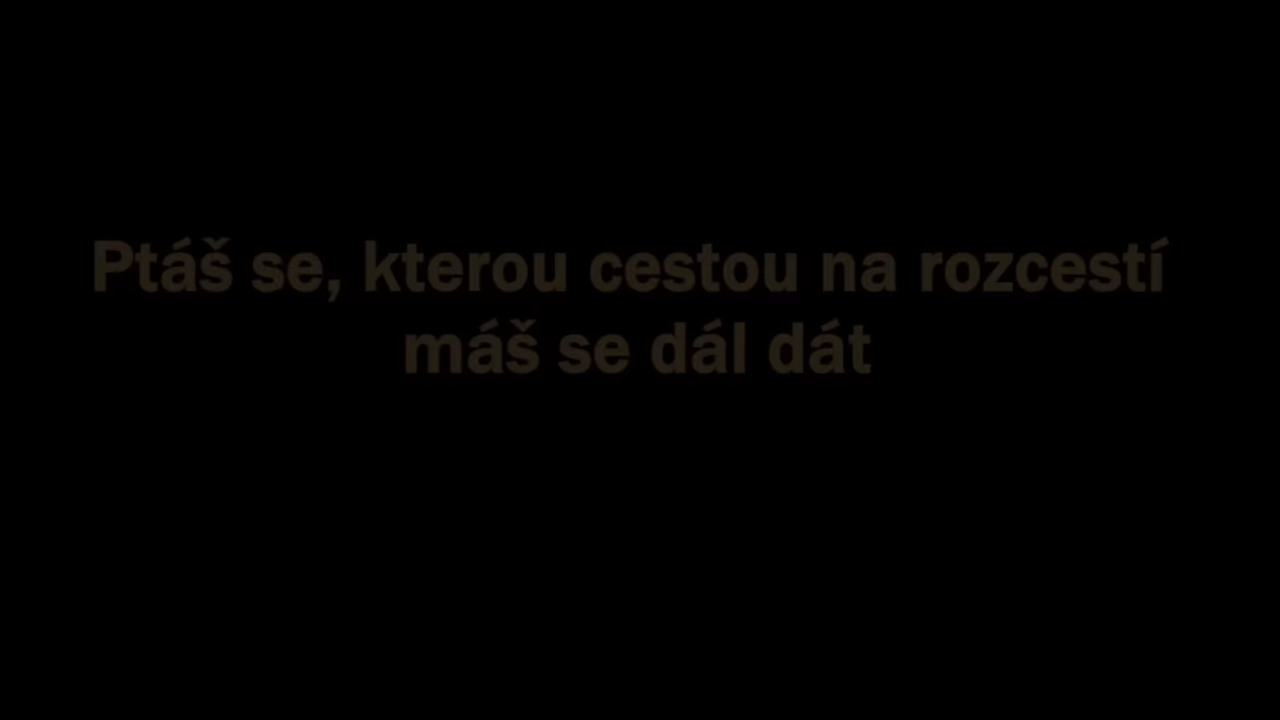 Ptáš se, kterou cestou na rozcestí
máš se dál dát